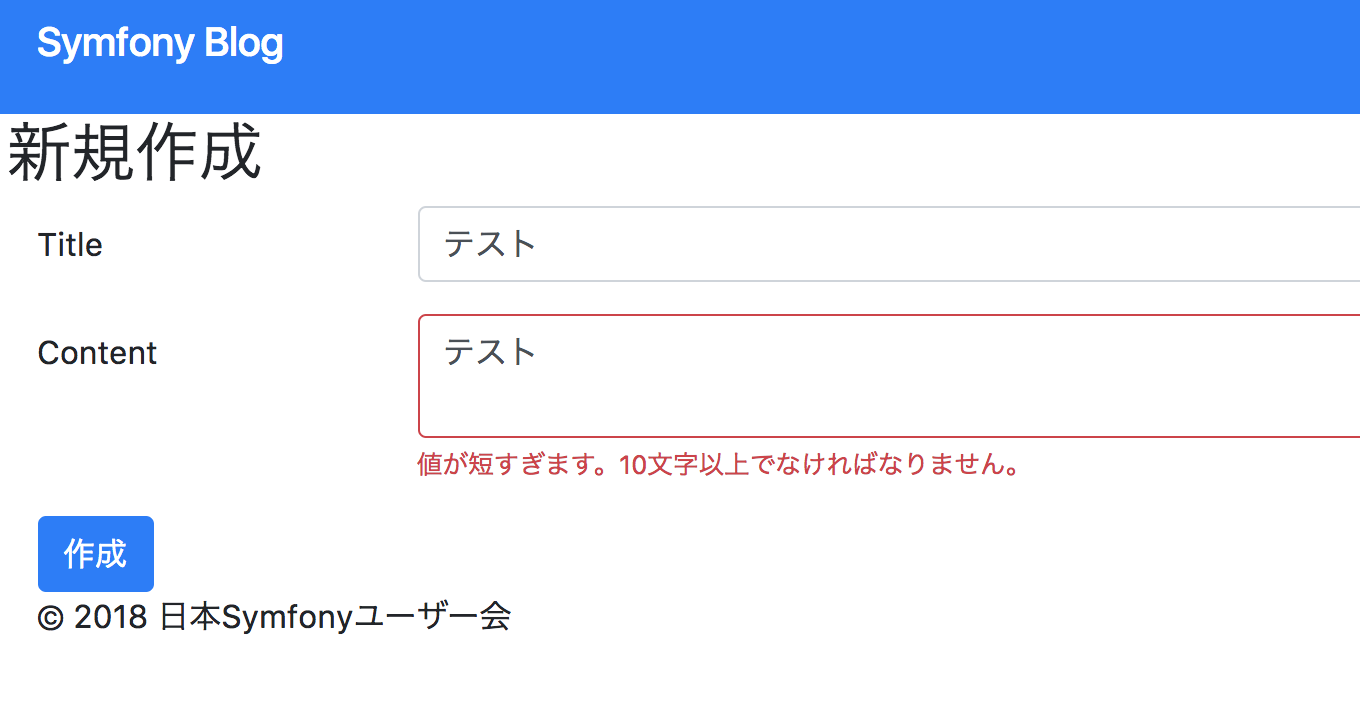 Symfony Blog
新規作成
Title
テスト
Content
テスト
値が短すぎます。10文字以上でなければなりません。
作成
© 2018 日本Symfonyユーザー会